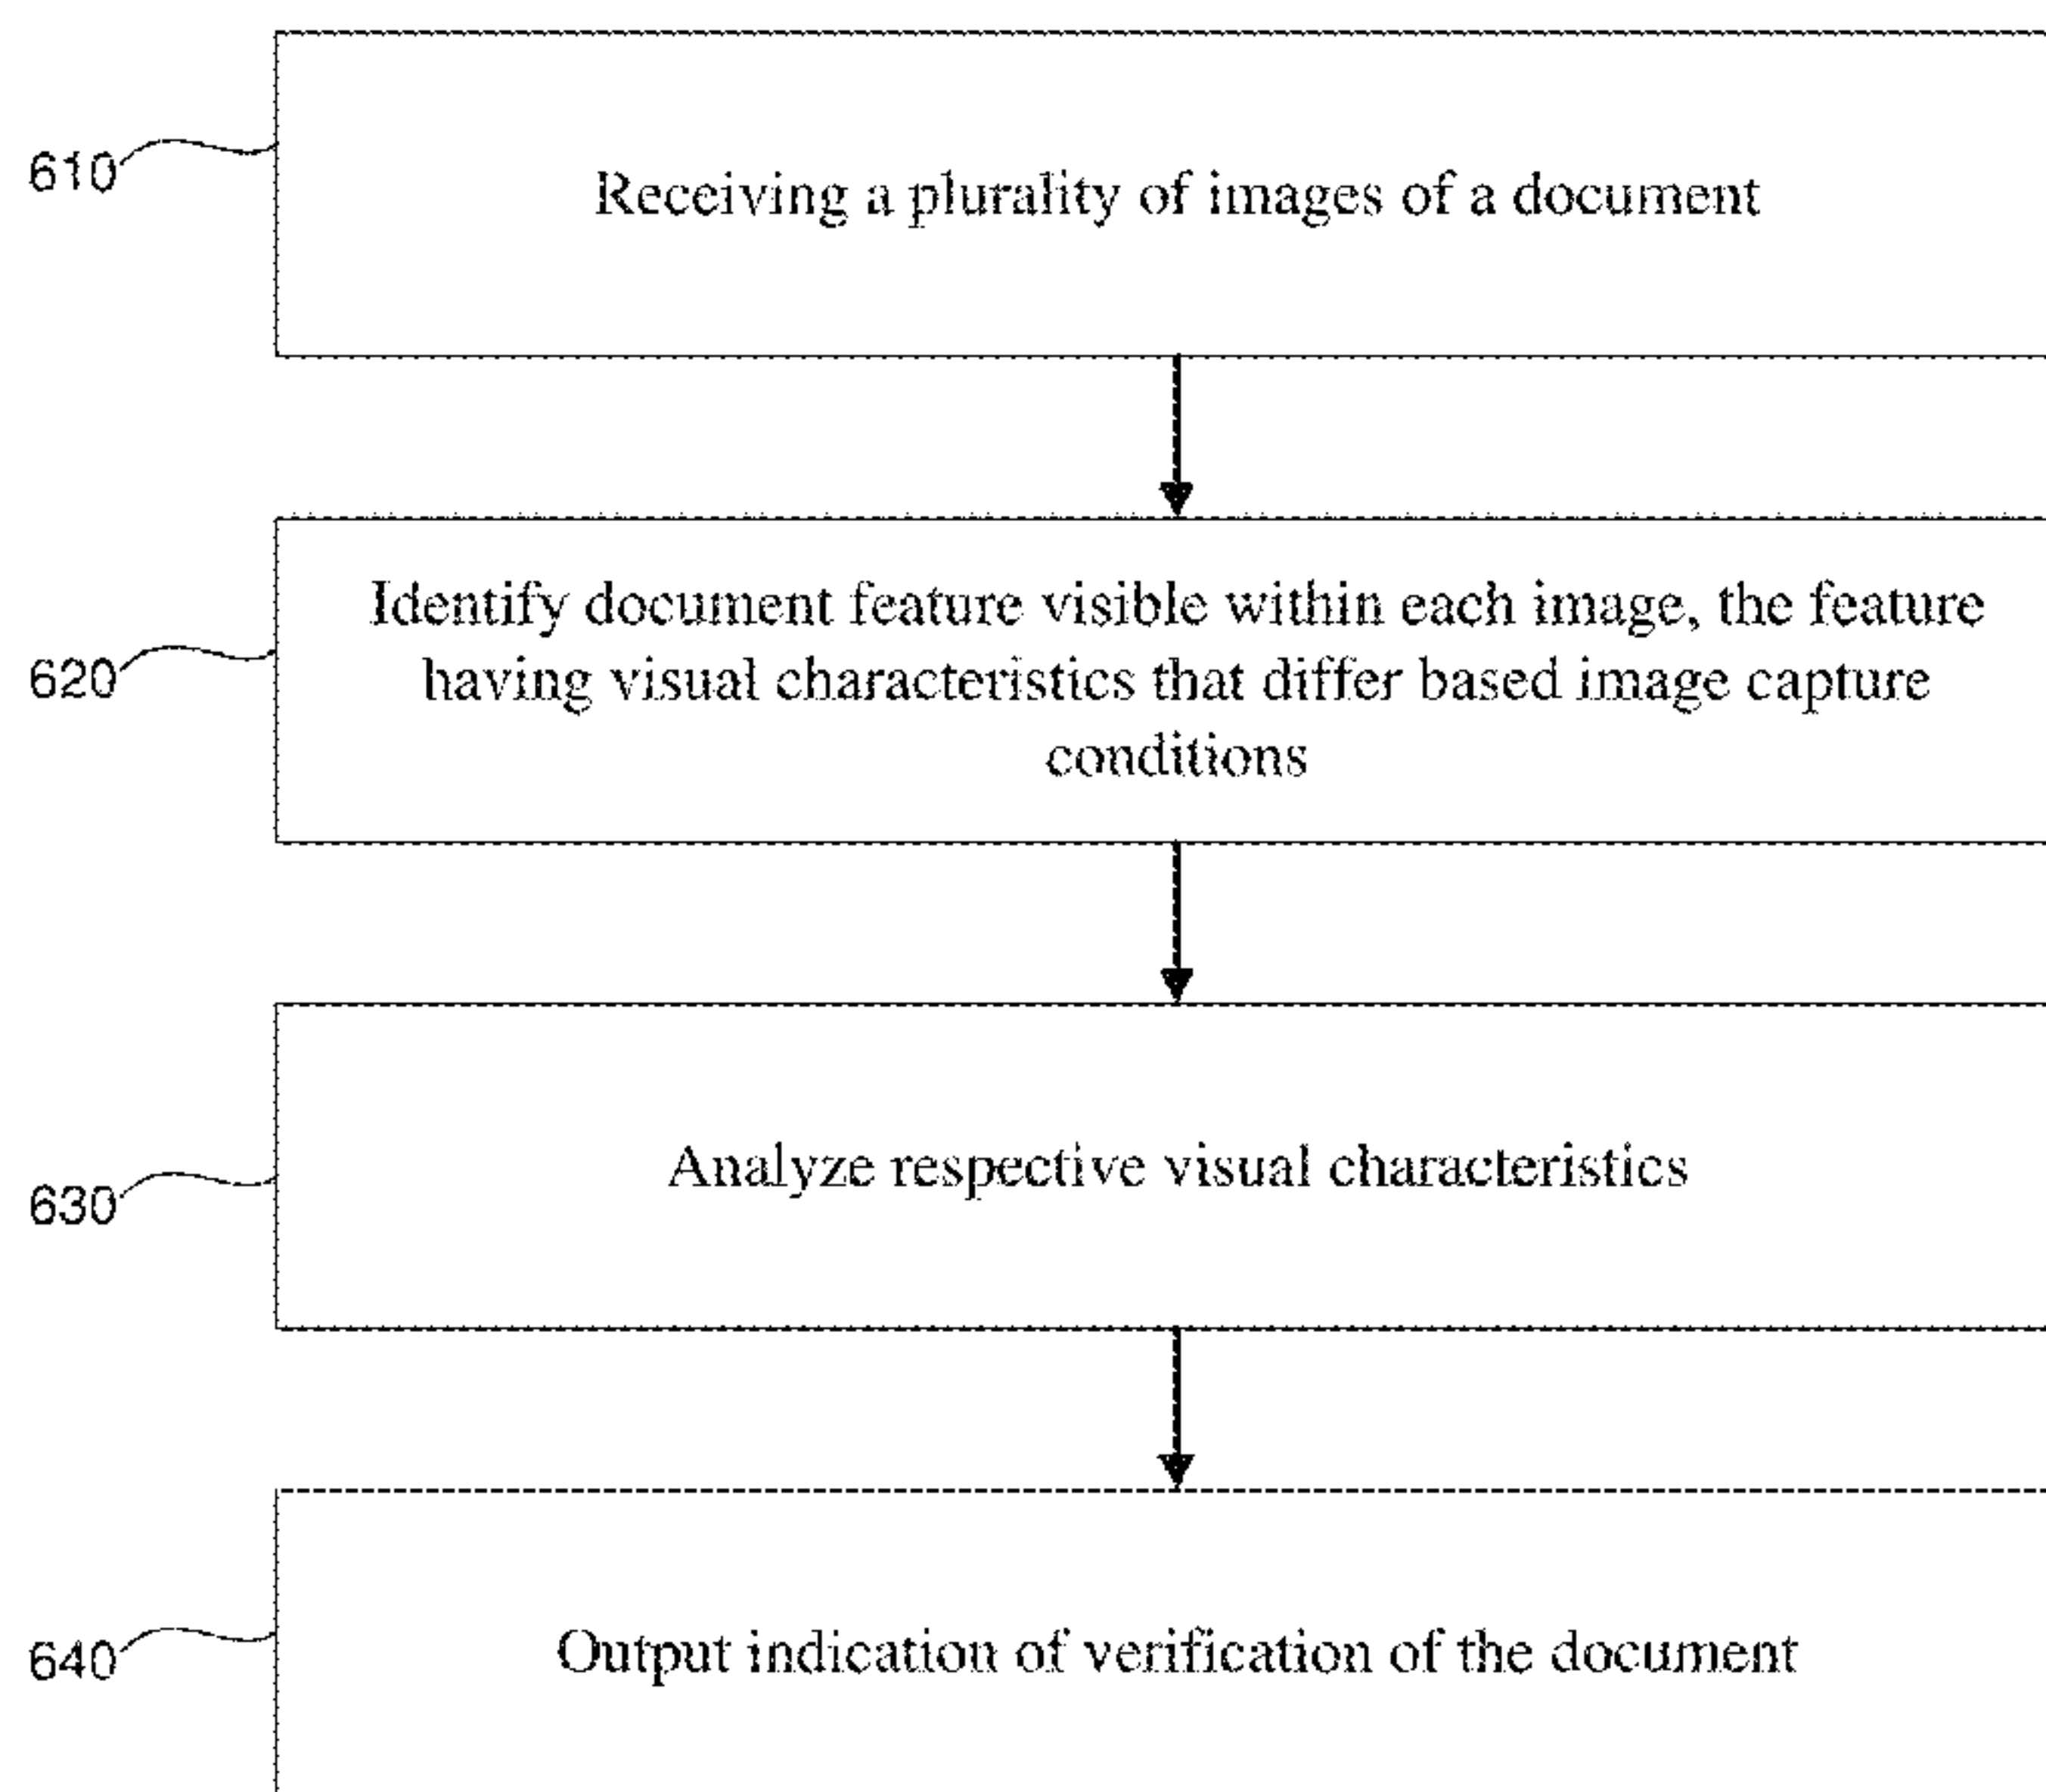 610
Receiving a plurality of images of a document
620
Identify document feature visible within each image, the feature
having visual characteristics that differ based image capture
conditions
630
Analyze respective visual characteristics
640
Output indication of verification of the document